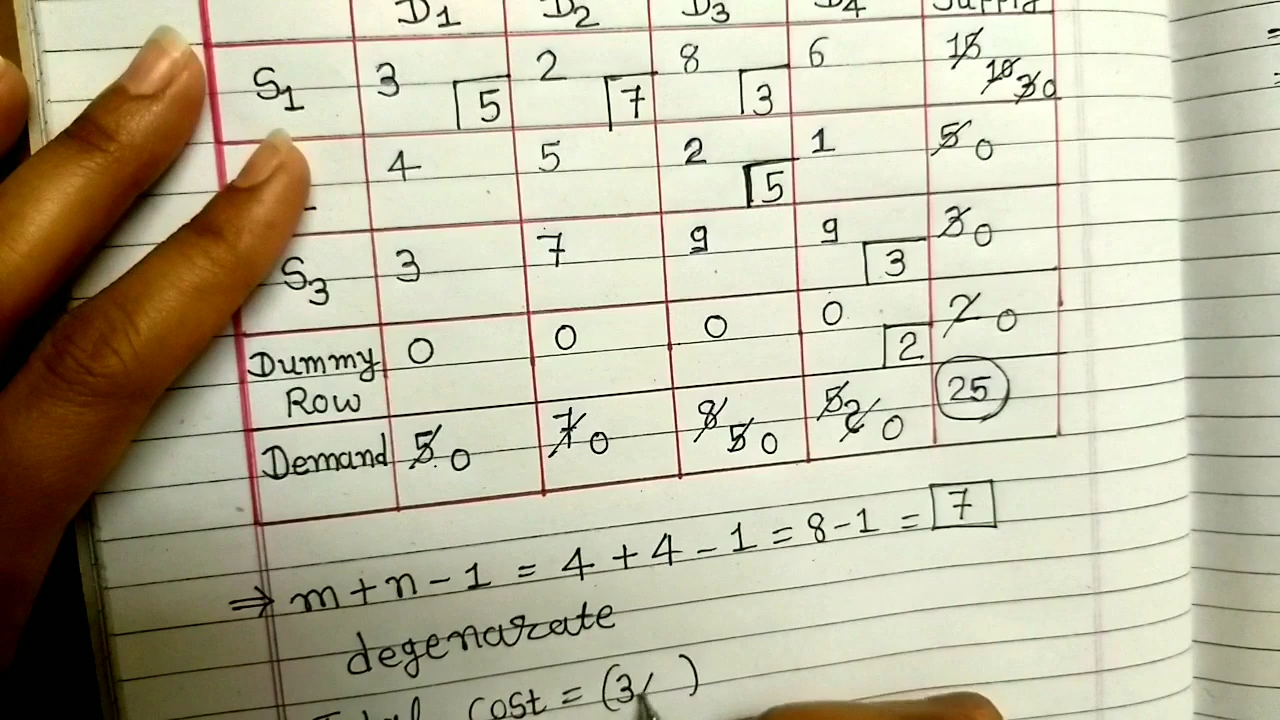 D1 D2 D3 D4 Supply
S1 3 5 2 7 8 3 6 15 10 3 0
4 5 2 5 1 5 0
S3 3 7 9 9 3 3 0
Dummy Row 0 0 0 0 2 2 0
Demand 5 0 7 0 8 5 0 5 2 0 25
⇒ m+n-1 = 4+4-1 = 8-1 = 7
degenarate
cost = (3
)